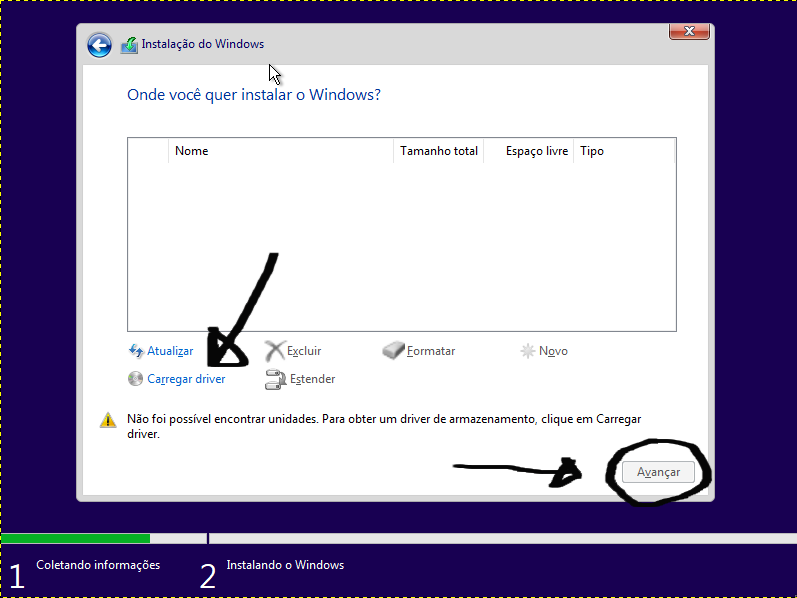 Instalação do Windows
Onde você quer instalar o Windows?
Nome Tamanho total Espaço livre Tipo
Atualizar Excluir Formatar Novo
Carregar driver Estender
Não foi possível encontrar unidades. Para obter um driver de armazenamento, clique em Carregar
driver.
Avançar
1 Coletando informações 2 Instalando o Windows